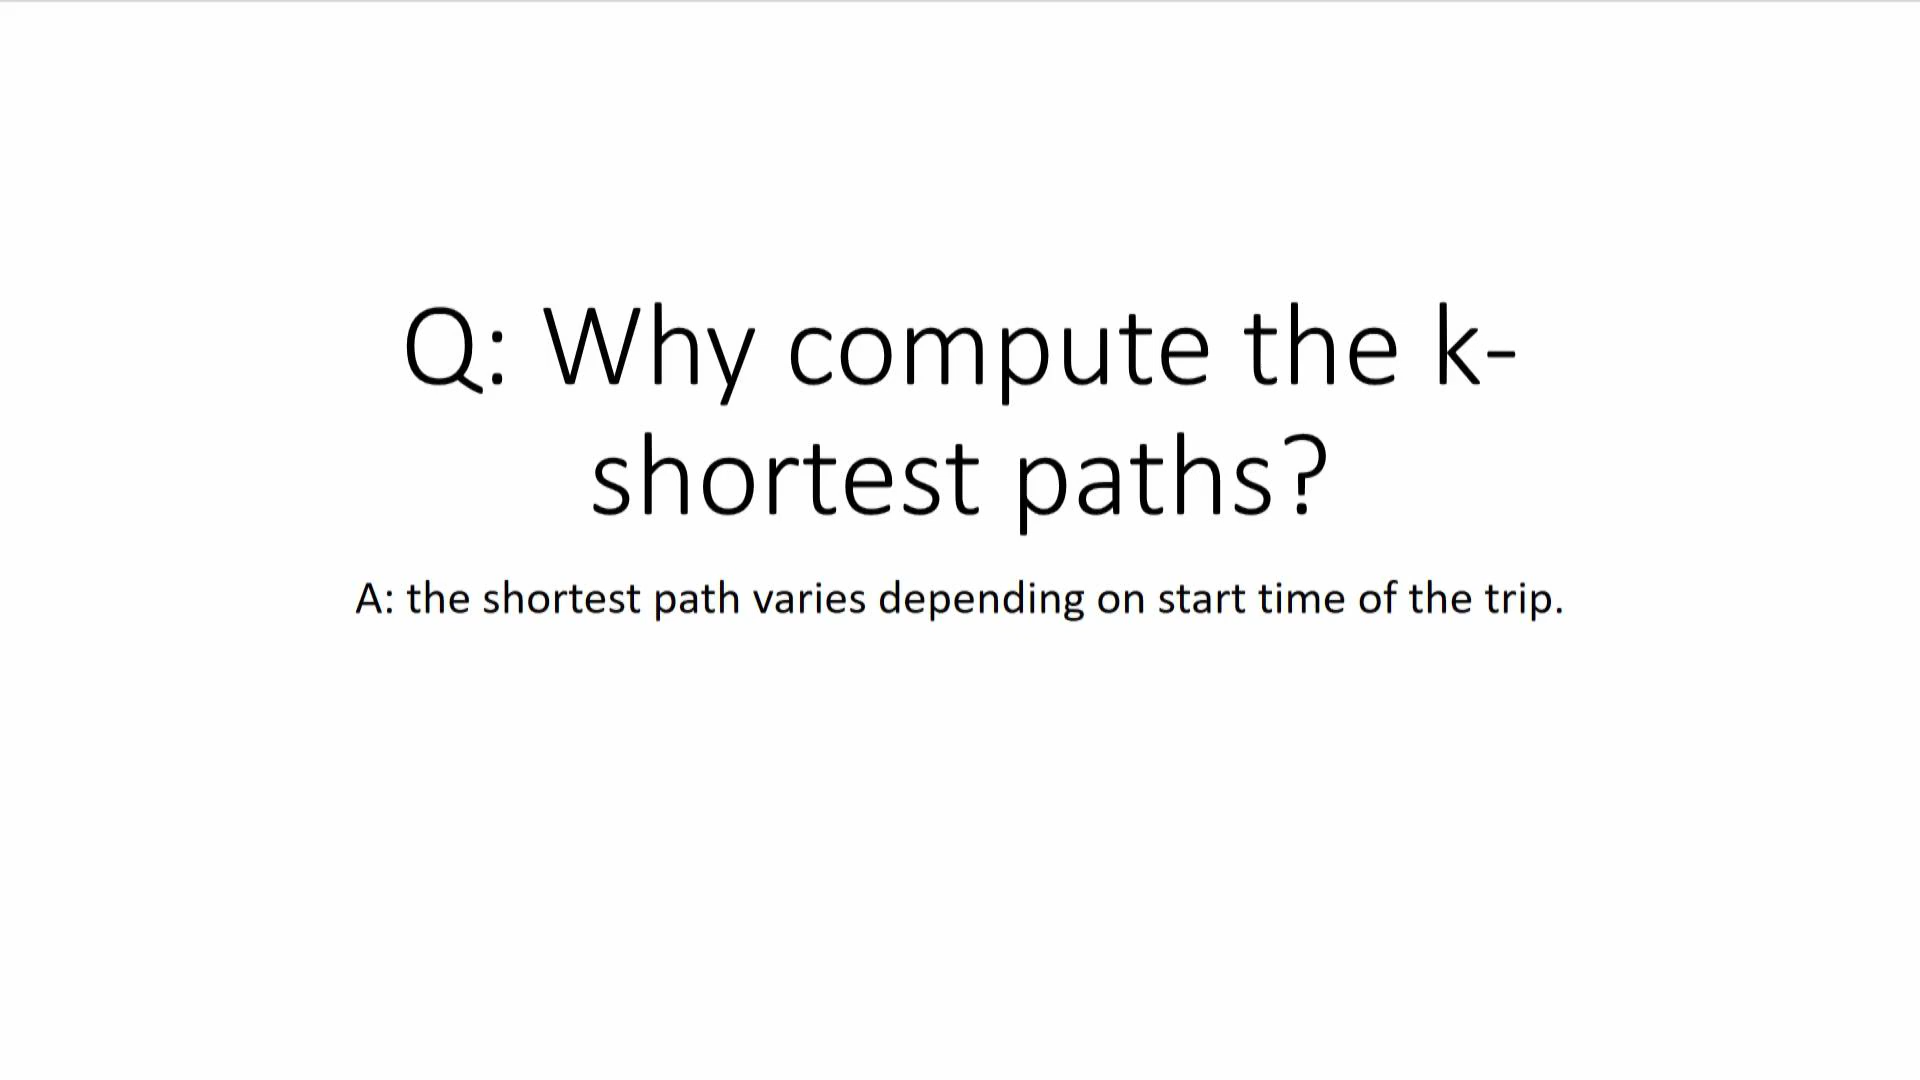 Q: Why compute the k-
shortest paths?
A: the shortest path varies depending on start time of the trip.